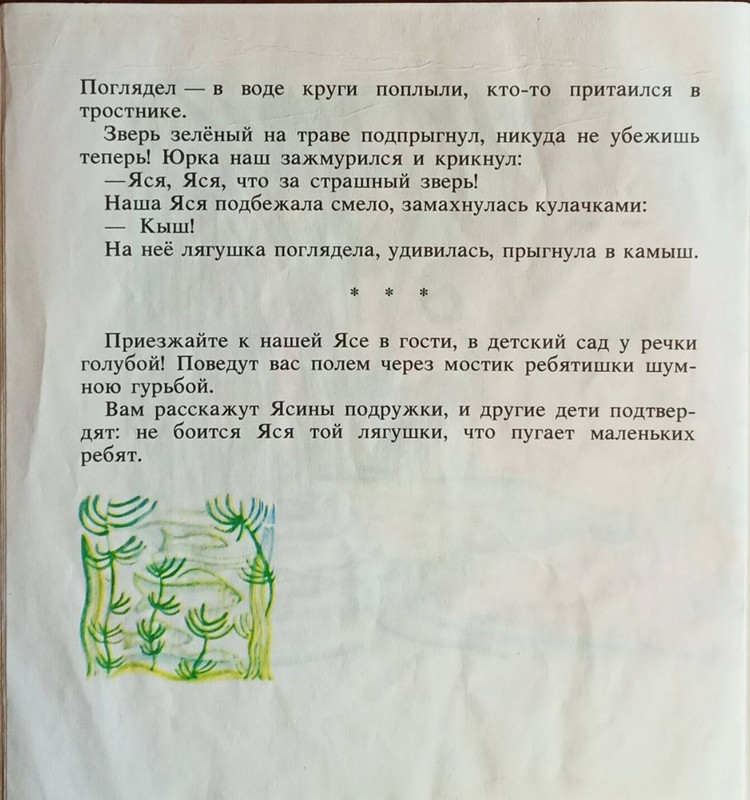 Поглядел — в воде круги поплыли, кто-то притаился в
тростнике.
Зверь зелёный на траве подпрыгнул, никуда не убежишь
теперь! Юрка наш зажмурился и крикнул:
—Яся, Яся, что за страшный зверь!
Наша Яся подбежала смело, замахнулась кулачками:
— Кыш!
На неё лягушка поглядела, удивилась, прыгнула в камыш.
* * *
Приезжайте к нашей Ясе в гости, в детский сад у речки
голубой! Поведут вас полем через мостик ребятишки шум-
ною гурьбой.
Вам расскажут Ясины подружки, и другие дети подтвер-
дят: не боится Яся той лягушки, что пугает маленьких
ребят.